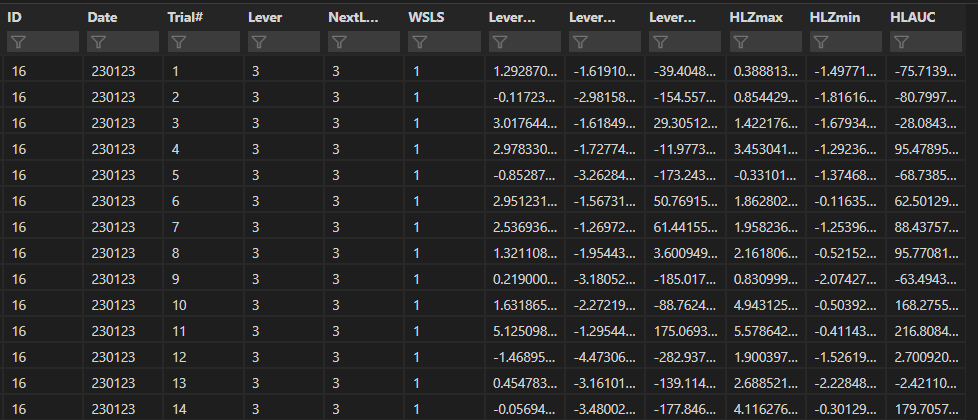 ID Date Trial# Lever NextL... WSLS Lever... Lever... Lever... HLZmax HLZmin HLAUC
16 230123 1 3 3 1 1.292870... -1.61910... -39.4048... 0.388813... -1.49771... -75.7139...
16 230123 2 3 3 1 -0.11723... -2.98158... -154.557... 0.854429... -1.81616... -80.7997...
16 230123 3 3 3 1 3.017644... -1.61849... 29.30512... 1.422176... -1.67934... -28.0843...
16 230123 4 3 3 1 2.978330... -1.72774... -11.9773... 3.453041... -1.29236... 95.47895...
16 230123 5 3 3 1 -0.85287... -3.26284... -173.243... -0.33101... -1.37468... -68.7385...
16 230123 6 3 3 1 2.951231... -1.56731... 50.76915... 1.862802... -0.11635... 62.50129...
16 230123 7 3 3 1 2.536936... -1.26972... 61.44155... 1.958236... -1.25396... 88.43757...
16 230123 8 3 3 1 1.321108... -1.95443... 3.600949... 2.161806... -0.52152... 95.77081...
16 230123 9 3 3 1 0.219000... -3.18052... -185.017... 0.830999... -2.07427... -63.4943...
16 230123 10 3 3 1 1.631865... -2.27219... -88.7624... 4.943125... -0.50392... 168.2755...
16 230123 11 3 3 1 5.125098... -1.29544... 175.0693... 5.578642... -0.41143... 216.8084...
16 230123 12 3 3 1 -1.46895... -4.47306... -282.937... 1.900397... -1.52619... 2.700920...
16 230123 13 3 3 1 0.454783... -3.16101... -139.114... 2.688521... -2.22848... -2.42110...
16 230123 14 3 3 1 -0.05694... -3.48002... -177.846... 4.116276... -0.30129... 179.7057...